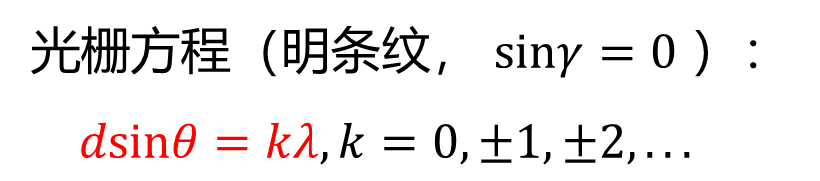 光栅方程（明条纹， sinγ = 0 ）：
dsinθ = kλ, k = 0, ±1, ±2, ...